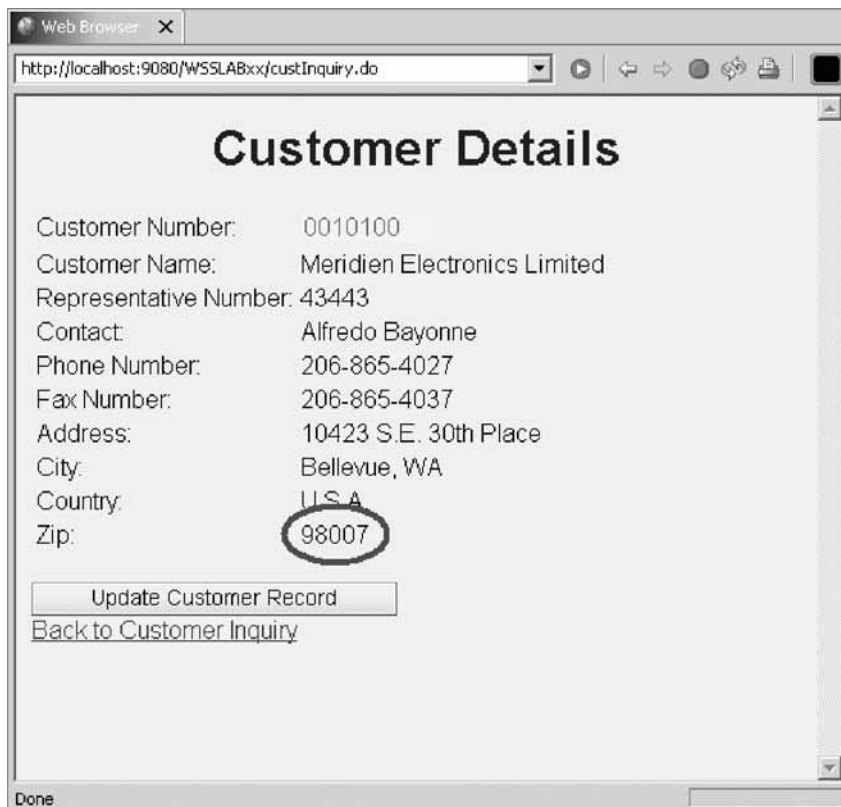 Web Browser
http://localhost:9080/WSSLABxx/custInquiry.do
Customer Details
Customer Number: 0010100
Customer Name: Meridien Electronics Limited
Representative Number: 43443
Contact: Alfredo Bayonne
Phone Number: 206-865-4027
Fax Number: 206-865-4037
Address: 10423 S.E. 30th Place
City: Bellevue, WA
Country: U.S.A
Zip: 98007
Update Customer Record
Back to Customer Inquiry
Done